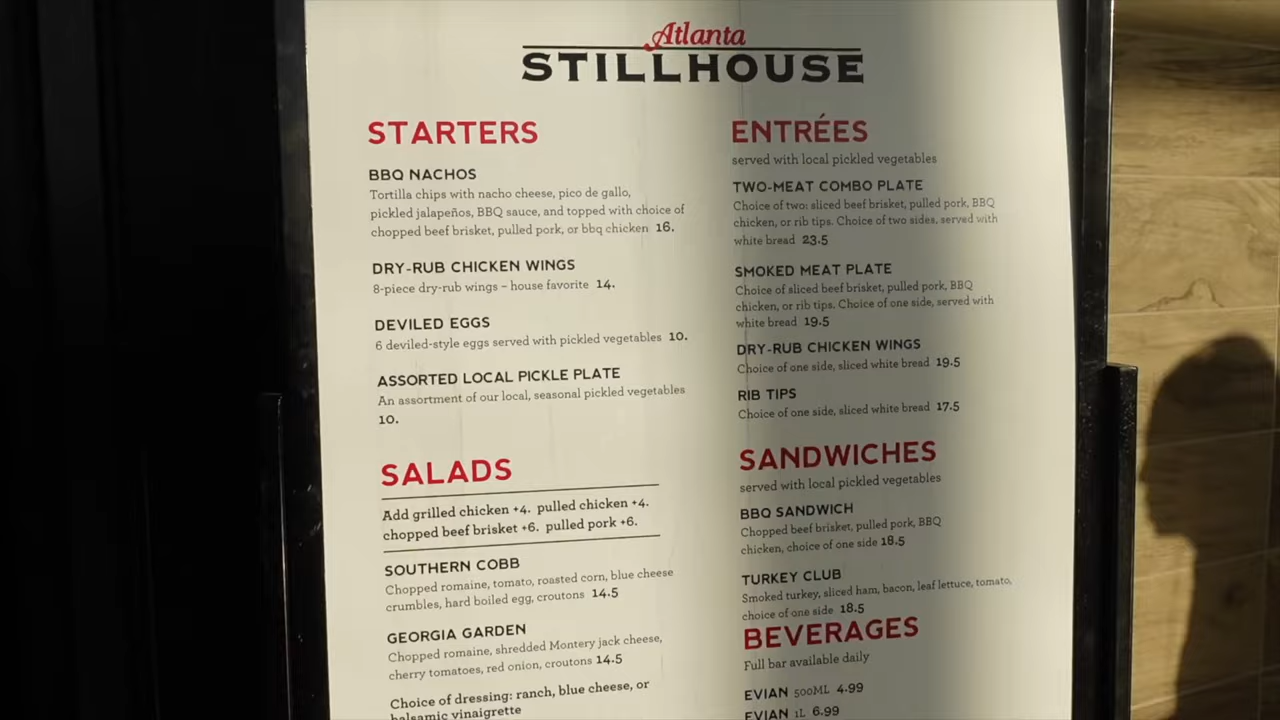 Atlanta
STILLHOUSE
STARTERS
BBQ NACHOS
Tortilla chips with nacho cheese, pico de gallo,
pickled jalapeños, BBQ sauce, and topped with choice of
chopped beef brisket, pulled pork, or bbq chicken 16.
DRY-RUB CHICKEN WINGS
8-piece dry-rub wings – house favorite 14.
DEVILED EGGS
6 deviled-style eggs served with pickled vegetables 10.
ASSORTED LOCAL PICKLE PLATE
An assortment of our local, seasonal pickled vegetables
10.
SALADS
Add grilled chicken +4. pulled chicken +4.
chopped beef brisket +6. pulled pork +6.
SOUTHERN COBB
Chopped romaine, tomato, roasted corn, blue cheese
crumbles, hard boiled egg, croutons 14.5
GEORGIA GARDEN
Chopped romaine, shredded Montery jack cheese,
cherry tomatoes, red onion, croutons 14.5
Choice of dressing: ranch, blue cheese, or
balsamic vinaigrette
ENTRÉES
served with local pickled vegetables
TWO-MEAT COMBO PLATE
Choice of two: sliced beef brisket, pulled pork, BBQ
chicken, or rib tips. Choice of two sides, served with
white bread 23.5
SMOKED MEAT PLATE
Choice of sliced beef brisket, pulled pork, BBQ
chicken, or rib tips. Choice of one side, served with
white bread 19.5
DRY-RUB CHICKEN WINGS
Choice of one side, sliced white bread 19.5
RIB TIPS
Choice of one side, sliced white bread 17.5
SANDWICHES
served with local pickled vegetables
BBQ SANDWICH
Chopped beef brisket, pulled pork, BBQ
chicken, choice of one side 18.5
TURKEY CLUB
Smoked turkey, sliced ham, bacon, leaf lettuce, tomato,
choice of one side 18.5
BEVERAGES
Full bar available daily
EVIAN 500ML 4.99
EVIAN 1L 6.99